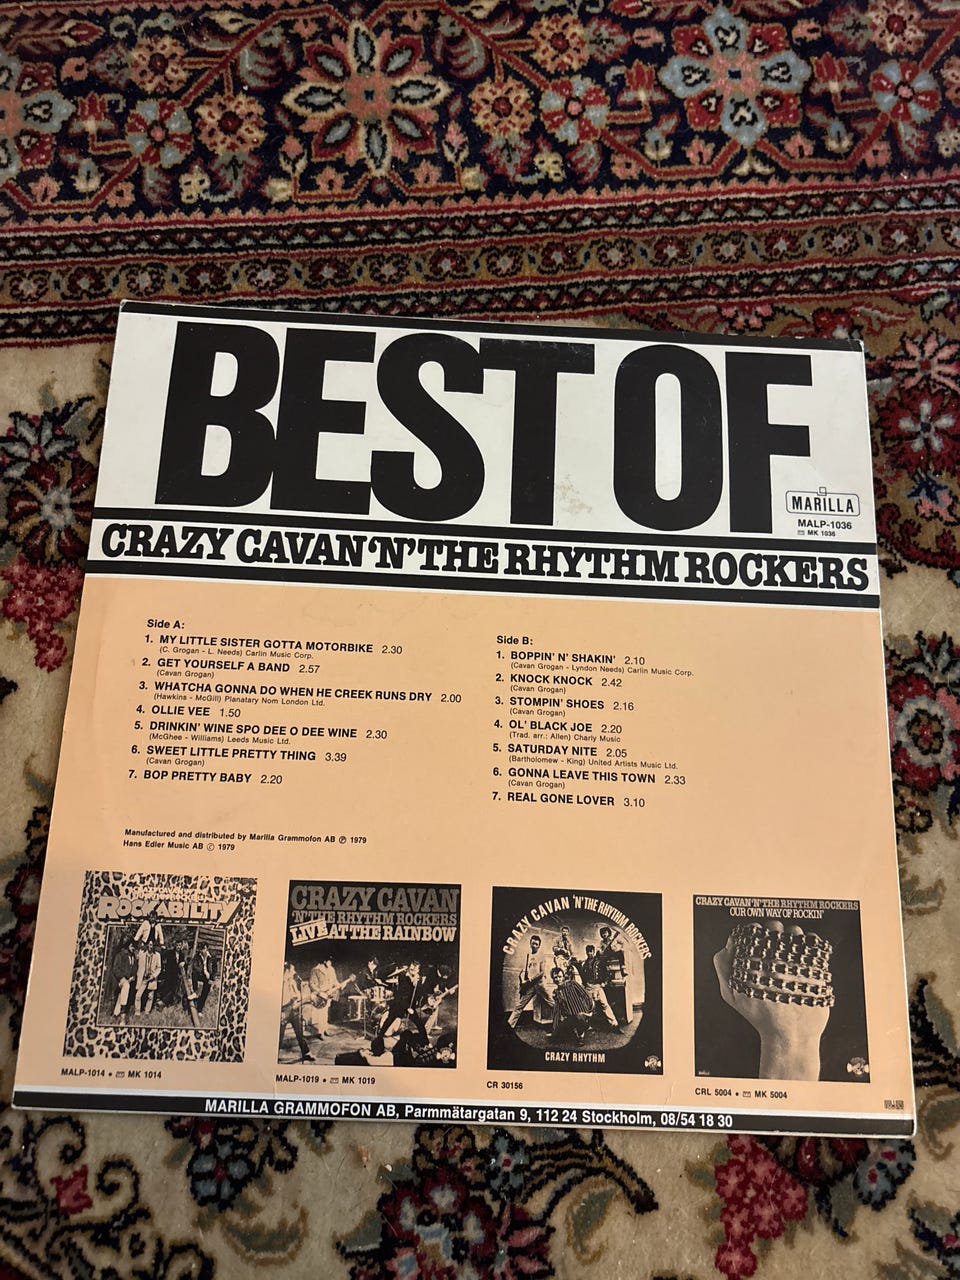 BEST OF
MARILLA
MALP-1036
MK 1036
CRAZY CAVAN 'N' THE RHYTHM ROCKERS
Side A:
1. MY LITTLE SISTER GOTTA MOTORBIKE 2.30
(C. Grogan - L. Needs) Carlin Music Corp.
2. GET YOURSELF A BAND 2.57
(Cavan Grogan)
3. WHATCHA GONNA DO WHEN HE CREEK RUNS DRY 2.00
(Hawkins - McGill) Planatary Nom London Ltd.
4. OLLIE VEE 1.50
5. DRINKIN' WINE SPO DEE O DEE WINE 2.30
(McGhee - Williams) Leeds Music Ltd.
6. SWEET LITTLE PRETTY THING 3.39
(Cavan Grogan)
7. BOP PRETTY BABY 2.20
Side B:
1. BOPPIN' N' SHAKIN' 2.10
(Cavan Grogan - Lyndon Needs) Carlin Music Corp.
2. KNOCK KNOCK 2.42
(Cavan Grogan)
3. STOMPIN' SHOES 2.16
(Cavan Grogan)
4. OL' BLACK JOE 2.20
(Trad. arr.: Allen) Charly Music
5. SATURDAY NITE 2.05
(Bartholomew - King) United Artists Music Ltd.
6. GONNA LEAVE THIS TOWN 2.33
(Cavan Grogan)
7. REAL GONE LOVER 3.10
Manufactured and distributed by Marilla Grammofon AB Ⓟ 1979
Hans Edler Music AB Ⓒ 1979
ROCKABILITY
MALP-1014 • MK 1014
CRAZY CAVAN
'N' THE RHYTHM ROCKERS
LIVE AT THE RAINBOW
MALP-1019 • MK 1019
CRAZY CAVAN 'N' THE RHYTHM ROCKERS
CRAZY RHYTHM
CR 30156
CRAZY CAVAN 'N' THE RHYTHM ROCKERS
OUR OWN WAY OF ROCKIN'
CRL 5004 • MK 5004
MARILLA GRAMMOFON AB, Parmmätargatan 9, 112 24 Stockholm, 08/54 18 30